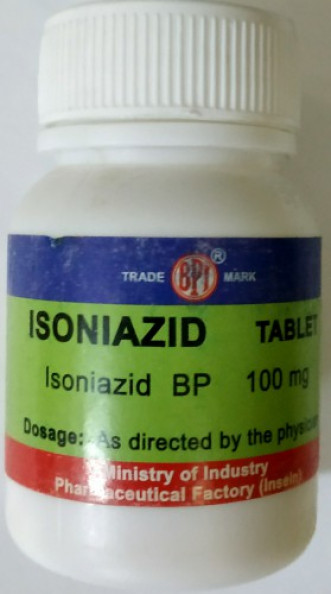 TRADE BPI ® MARK
ISONIAZID TABLET
Isoniazid BP 100 mg
Dosage: As directed by the physician
Ministry of Industry
Pharmaceutical Factory (Insein)